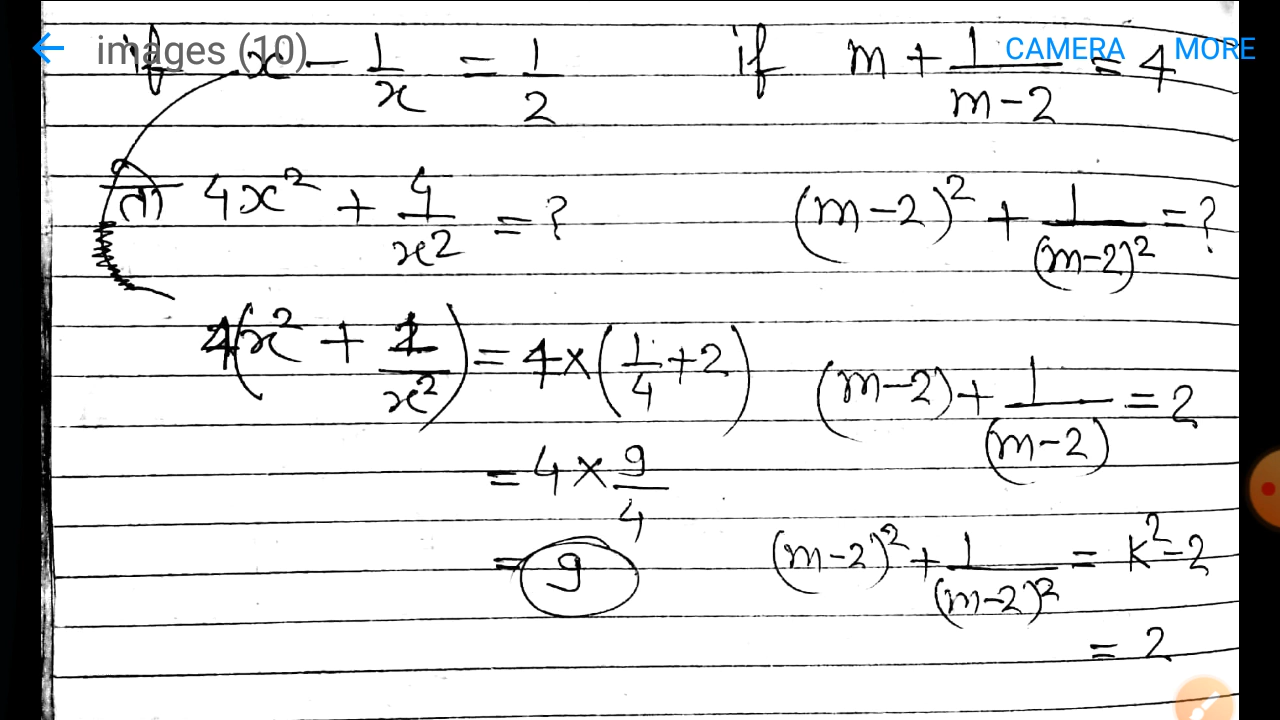 images (10)
CAMERA MORE
if x - 1/x = 1/2
तो 4x² + 4/x² = ?
4(x² + 1/x²) = 4 × (1/4 + 2)
= 4 × 9/4
= 9
if m + 1/(m-2) = 4
(m-2)² + 1/(m-2)² = ?
(m-2) + 1/(m-2) = 2
(m-2)² + 1/(m-2)² = K² - 2
= 2